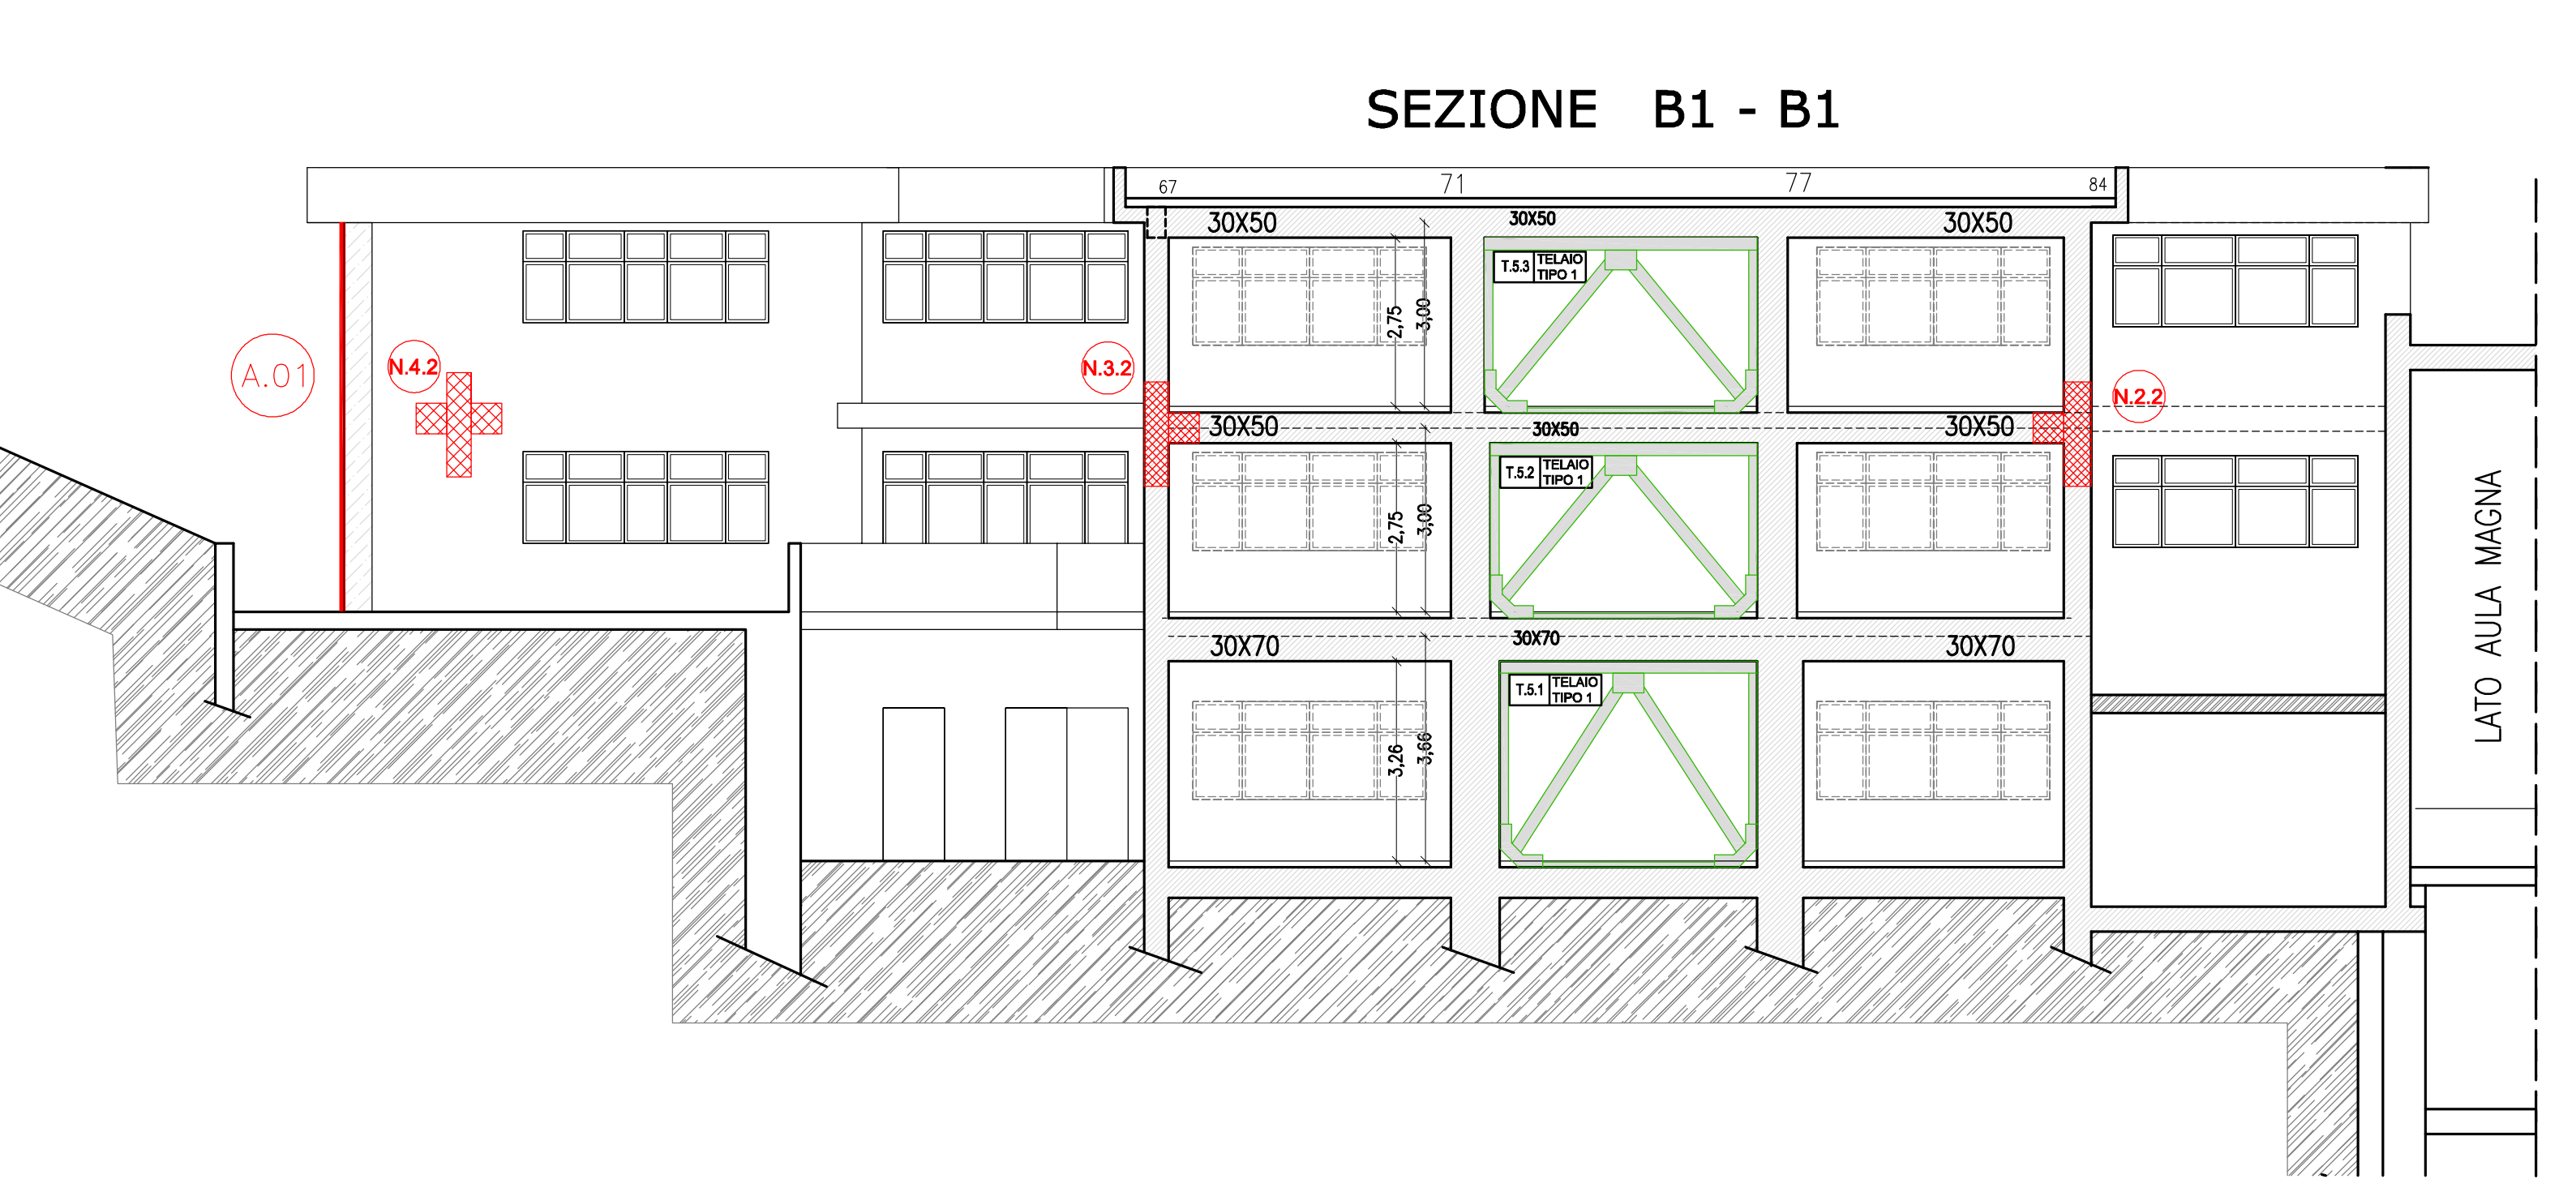 SEZIONE B1 - B1
67
71
77
84
30X50
30X50
30X50
T.5.3
TELAIO
TIPO 1
2,75
3,00
A.01
N.4.2
N.3.2
N.2.2
30X50
30X50
30X50
T.5.2
TELAIO
TIPO 1
2,75
3,00
30X70
30X70
30X70
T.5.1
TELAIO
TIPO 1
3,26
3,66
LATO AULA MAGNA